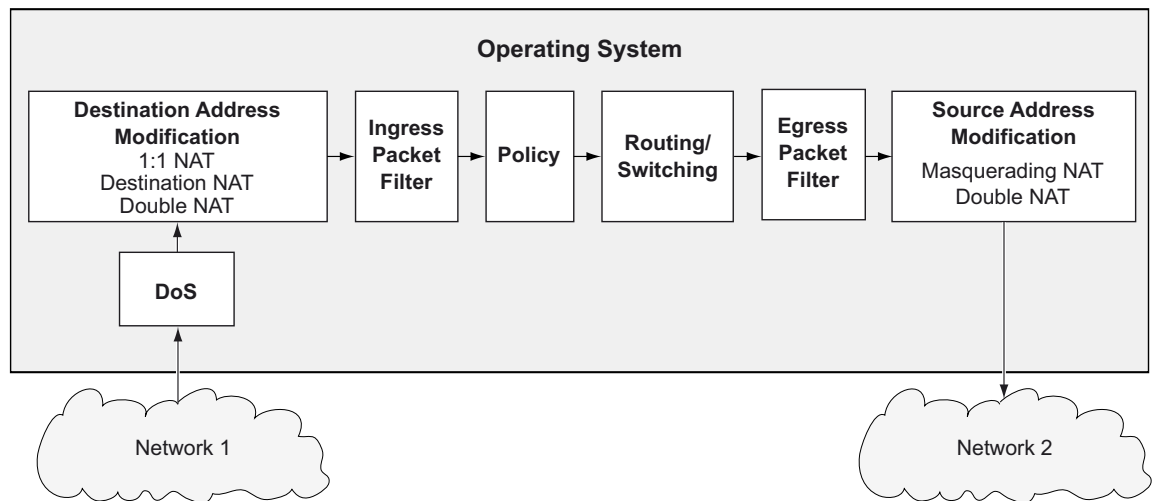 Operating System
Destination Address
Modification
1:1 NAT
Destination NAT
Double NAT
Ingress
Packet
Filter
Policy
Routing/
Switching
Egress
Packet
Filter
Source Address
Modification
Masquerading NAT
Double NAT
DoS
Network 1
Network 2